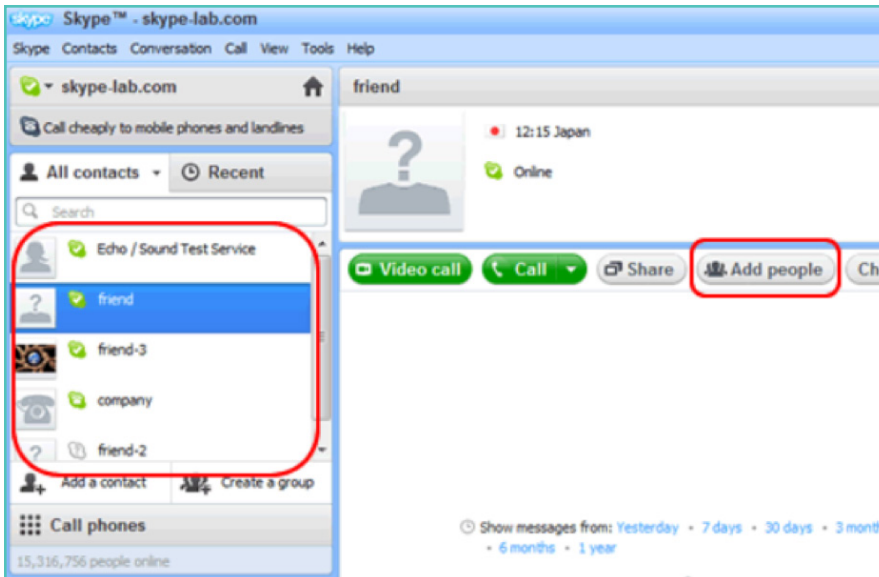 skype Skype™ - skype-lab.com
Skype Contacts Conversation Call View Tools Help
skype-lab.com
Call cheaply to mobile phones and landlines
All contacts Recent
Search
Echo / Sound Test Service
friend
friend-3
company
friend-2
Add a contact Create a group
Call phones
15,316,756 people online
friend
12:15 Japan
Online
Video call Call Share Add people Ch
Show messages from: Yesterday • 7 days • 30 days • 3 month
• 6 months • 1 year